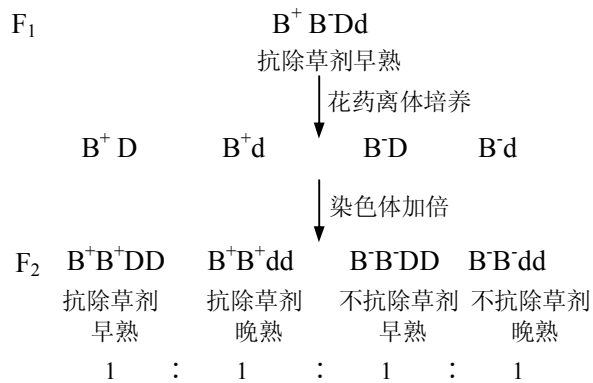 F₁ B⁺ B⁻Dd
抗除草剂早熟
花药离体培养
B⁺ D B⁺d B⁻D B⁻d
染色体加倍
F₂ B⁺B⁺DD B⁺B⁺dd B⁻B⁻DD B⁻B⁻dd
抗除草剂 抗除草剂 不抗除草剂 不抗除草剂
早熟 晚熟 早熟 晚熟
1 : 1 : 1 : 1